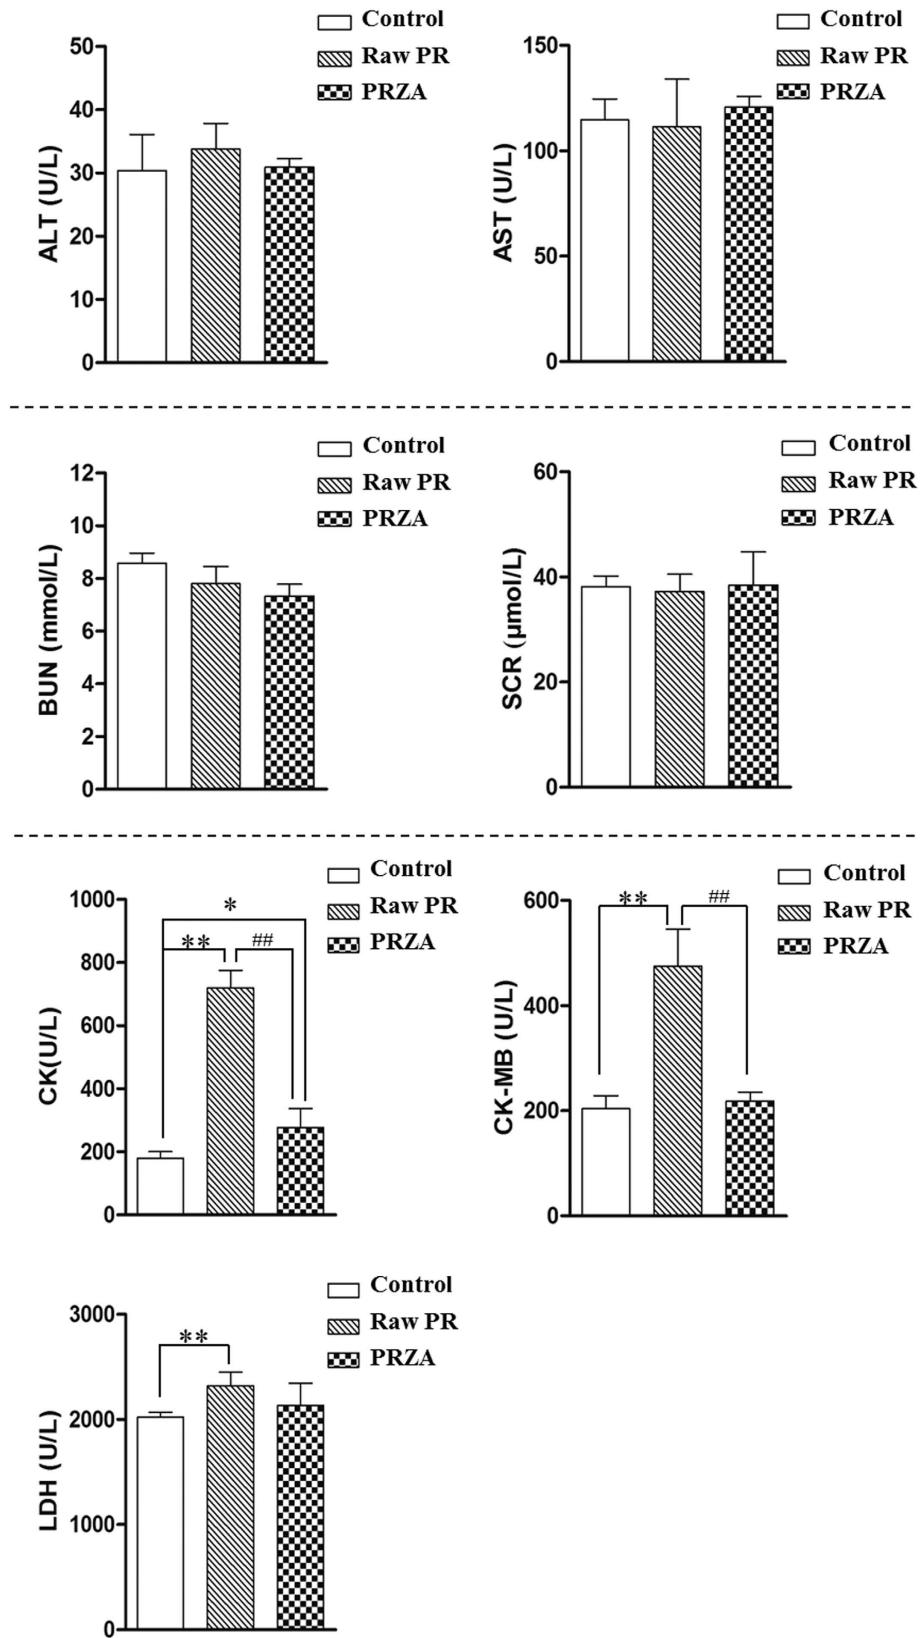 Control
Raw PR
PRZA
50
40
30
20
10
0
ALT (U/L)
Control
Raw PR
PRZA
150
100
50
0
AST (U/L)
Control
Raw PR
PRZA
12
10
8
6
4
2
0
BUN (mmol/L)
Control
Raw PR
PRZA
60
40
20
0
SCR (μmol/L)
Control
Raw PR
PRZA
1000
800
600
400
200
0
CK(U/L)
*
** ##
Control
Raw PR
PRZA
600
400
200
0
CK-MB (U/L)
** ##
Control
Raw PR
PRZA
3000
2000
1000
0
LDH (U/L)
**